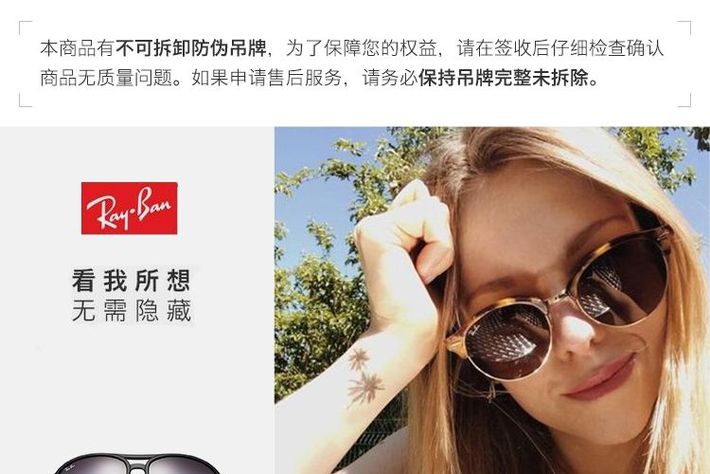 本商品有不可拆卸防伪吊牌，为了保障您的权益，请在签收后仔细检查确认
商品无质量问题。如果申请售后服务，请务必保持吊牌完整未拆除。
Ray·Ban
看我所想
无需隐藏